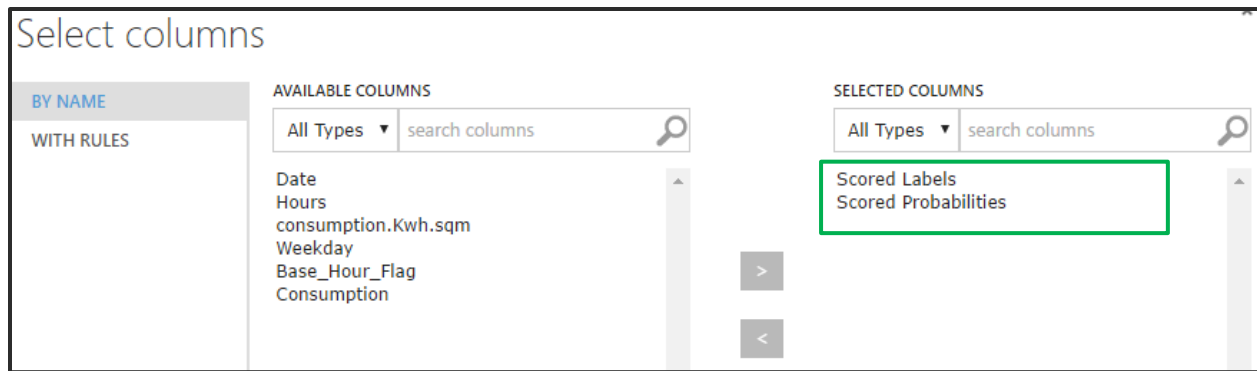 Select columns
BY NAME
WITH RULES
AVAILABLE COLUMNS
All Types ▼ search columns
Date
Hours
consumption.Kwh.sqm
Weekday
Base_Hour_Flag
Consumption
>
<
SELECTED COLUMNS
All Types ▼ search columns
Scored Labels
Scored Probabilities